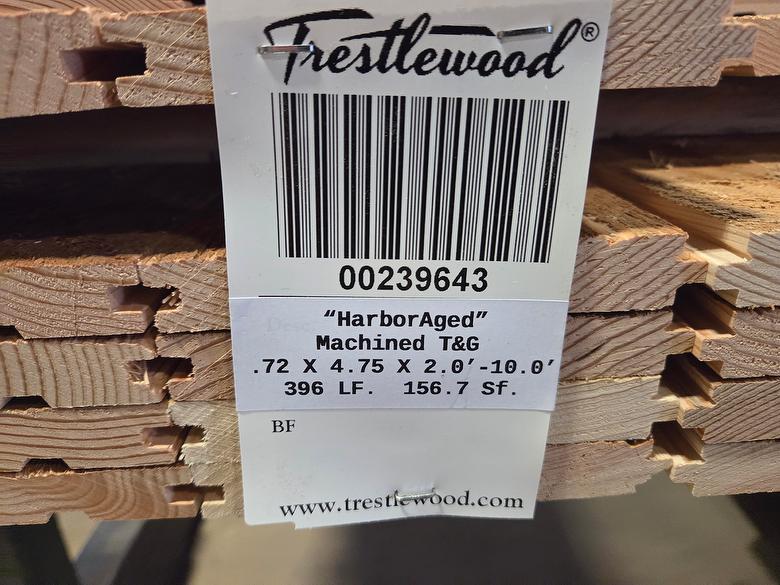 Trestlewood®
00239643
“HarborAged”
Machined T&G
.72 X 4.75 X 2.0’-10.0’
396 LF. 156.7 Sf.
BF
www.trestlewood.com